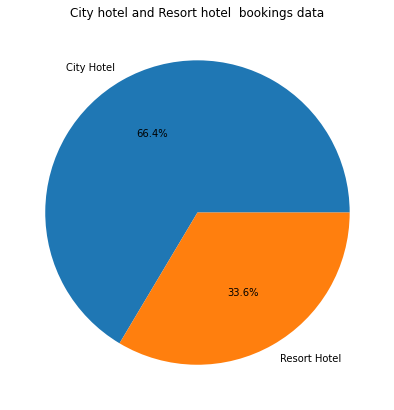 City hotel and Resort hotel  bookings data
City Hotel
66.4%
33.6%
Resort Hotel